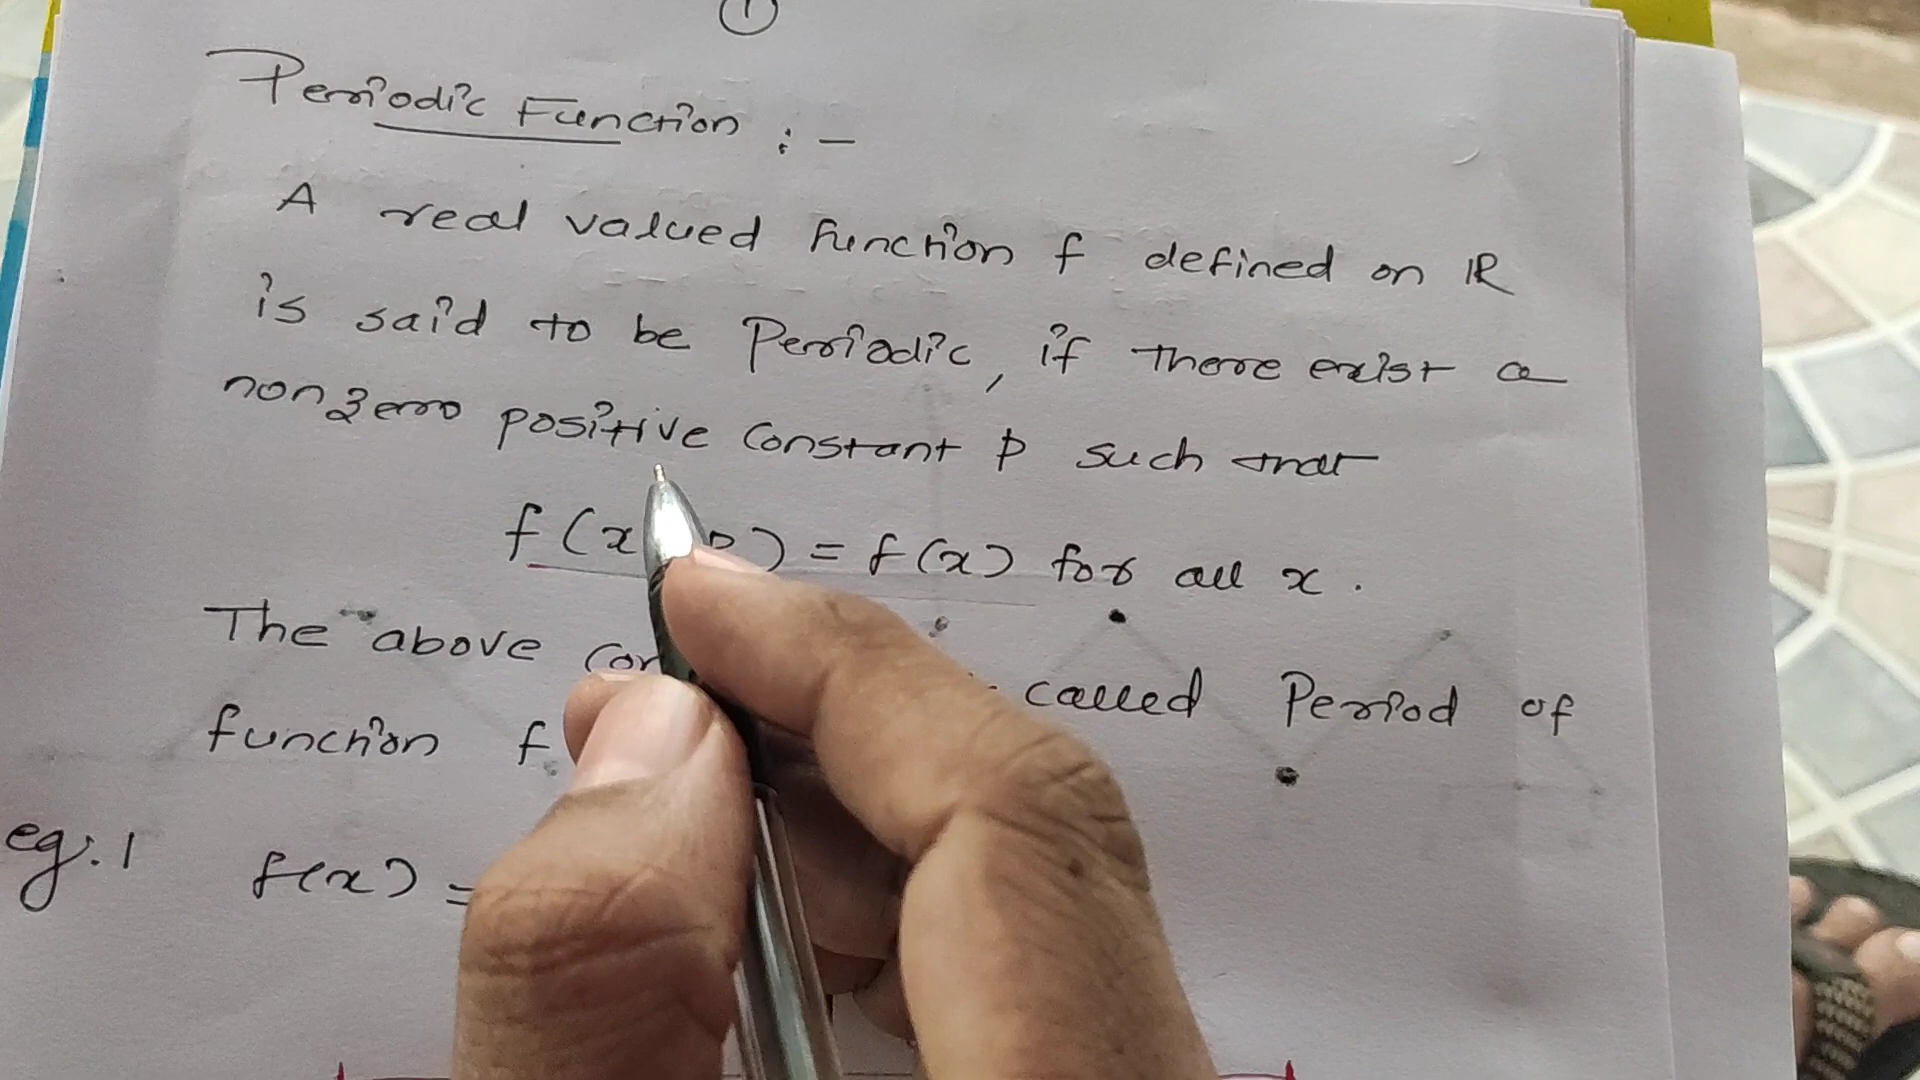 ①
Periodic Function :-
A real valued function f defined on ℝ
is said to be Periodic, if there exist a
nonzero positive constant p such that
f(x p) = f(x) for all x.
The above called Period of
function f
eg:1 f(x) =